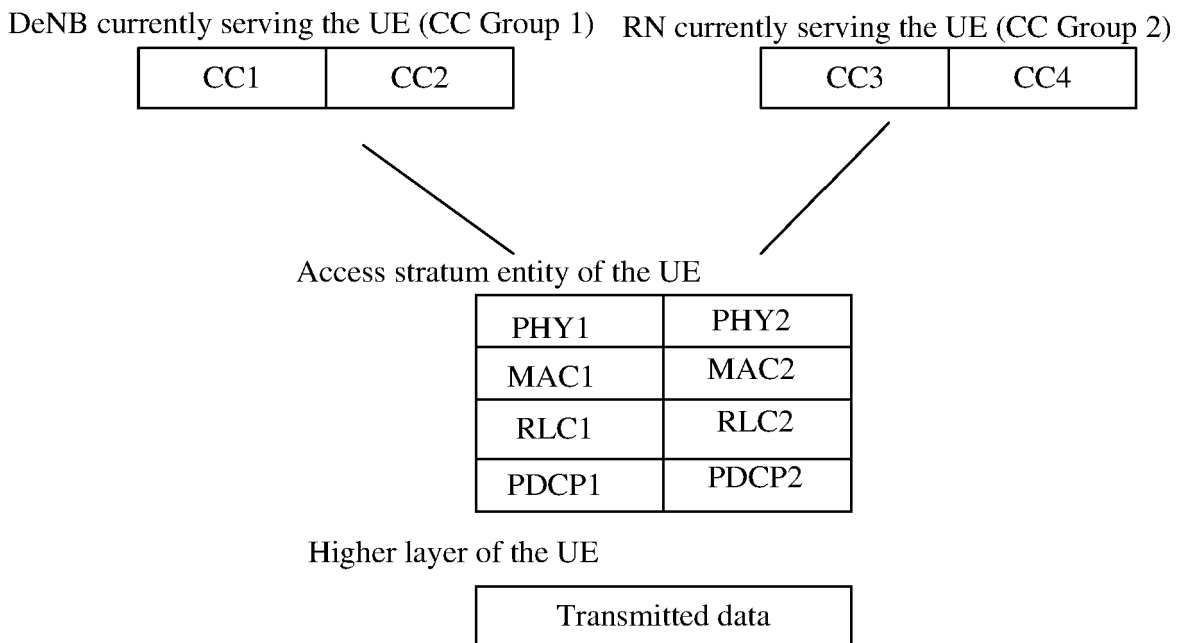 DeNB currently serving the UE (CC Group 1) RN currently serving the UE (CC Group 2)
CC1 CC2 CC3 CC4
Access stratum entity of the UE
PHY1 PHY2
MAC1 MAC2
RLC1 RLC2
PDCP1 PDCP2
Higher layer of the UE
Transmitted data